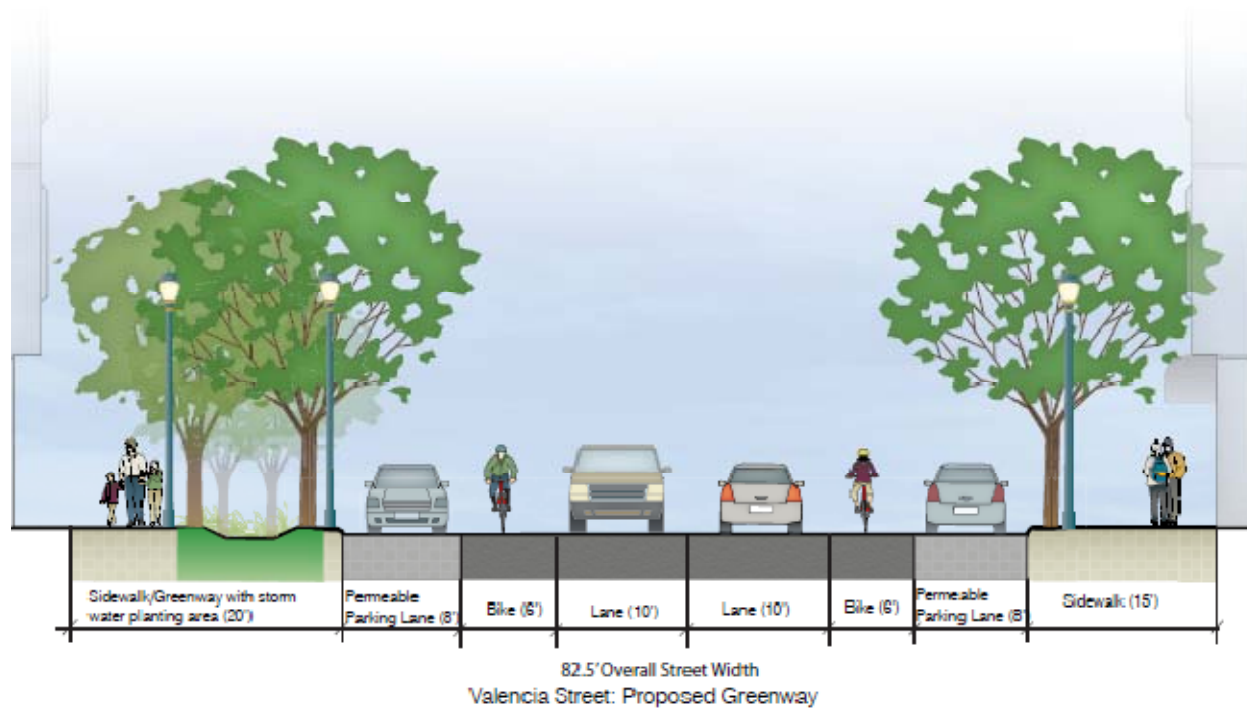 Sidewalk/Greenway with storm
water planting area (20')
Permeable
Parking Lane (8')
Bike (6')
Lane (10')
Lane (10')
Bike (6')
Permeable
Parking Lane (8'
Sidewalk (15')
82.5' Overall Street Width
Valencia Street: Proposed Greenway